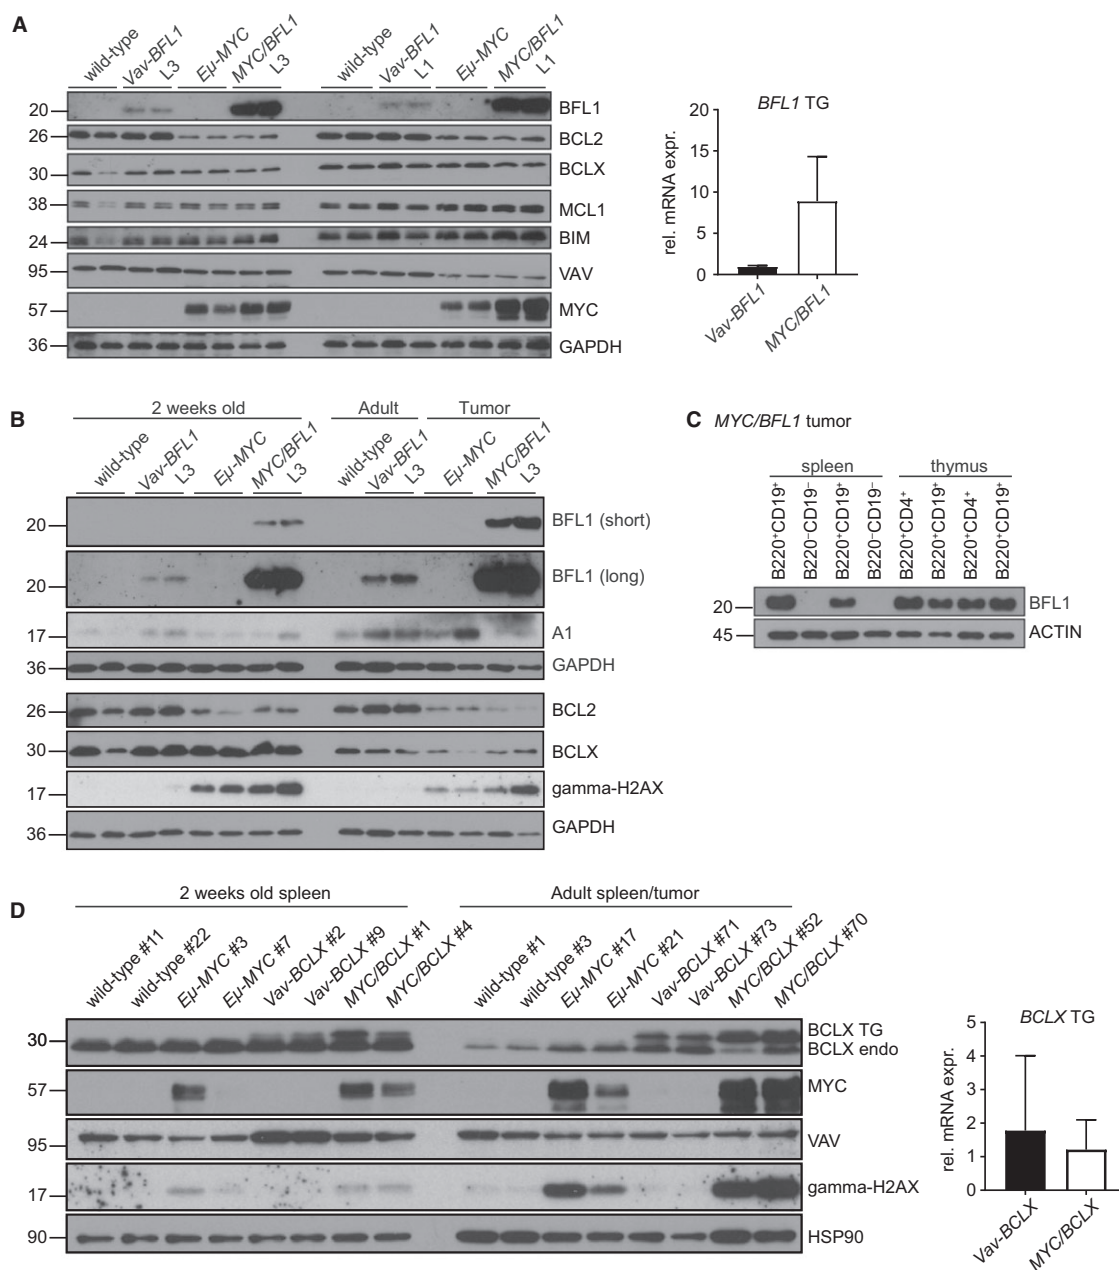 A
wild-type
Vav-BFL1
L3
Eμ-MYC
MYC/BFL1
L3
wild-type
Vav-BFL1
L1
Eμ-MYC
MYC/BFL1
L1
20
BFL1
26
BCL2
30
BCLX
38
MCL1
24
BIM
95
VAV
57
MYC
36
GAPDH
BFL1 TG
rel. mRNA expr.
20
15
10
5
0
Vav-BFL1
MYC/BFL1
B
2 weeks old
Adult
Tumor
wild-type
Vav-BFL1
L3
Eμ-MYC
MYC/BFL1
L3
wild-type
Vav-BFL1
L3
Eμ-MYC
MYC/BFL1
L3
20
BFL1 (short)
20
BFL1 (long)
17
A1
36
GAPDH
26
BCL2
30
BCLX
17
gamma-H2AX
36
GAPDH
C MYC/BFL1 tumor
spleen
thymus
B220⁺CD19⁺
B220⁻CD19⁻
B220⁺CD19⁺
B220⁻CD19⁻
B220⁺CD4⁺
B220⁺CD19⁺
B220⁺CD4⁺
B220⁺CD19⁺
20
BFL1
45
ACTIN
D
2 weeks old spleen
Adult spleen/tumor
wild-type #11
wild-type #22
Eμ-MYC #3
Eμ-MYC #7
Vav-BCLX #2
Vav-BCLX #9
MYC/BCLX #1
MYC/BCLX #4
wild-type #1
wild-type #3
Eμ-MYC #17
Eμ-MYC #21
Vav-BCLX #71
Vav-BCLX #73
MYC/BCLX #52
MYC/BCLX #70
30
BCLX TG
BCLX endo
57
MYC
95
VAV
17
gamma-H2AX
90
HSP90
BCLX TG
rel. mRNA expr.
5
4
3
2
1
0
Vav-BCLX
MYC/BCLX